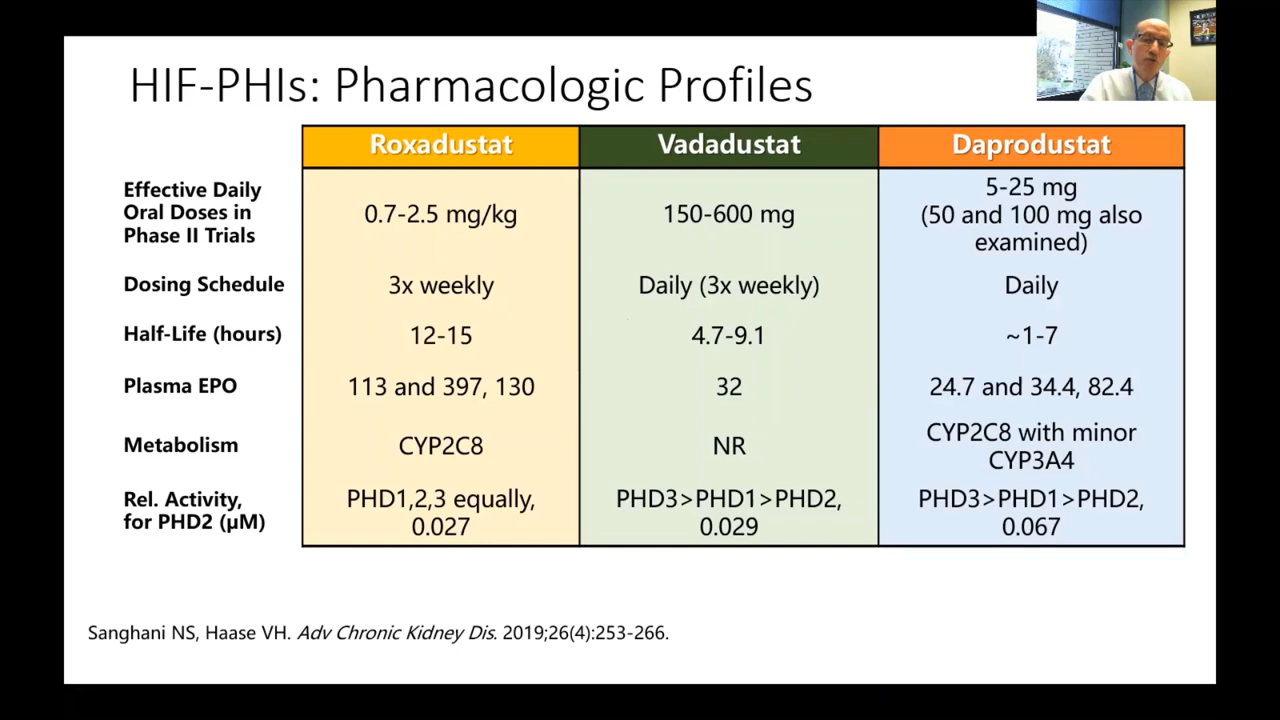 HIF-PHIs: Pharmacologic Profiles
Roxadustat
Vadadustat
Daprodustat
Effective Daily
Oral Doses in
Phase II Trials
0.7-2.5 mg/kg
150-600 mg
5-25 mg
(50 and 100 mg also
examined)
Dosing Schedule
3x weekly
Daily (3x weekly)
Daily
Half-Life (hours)
12-15
4.7-9.1
~1-7
Plasma EPO
113 and 397, 130
32
24.7 and 34.4, 82.4
Metabolism
CYP2C8
NR
CYP2C8 with minor
CYP3A4
Rel. Activity,
for PHD2 (μM)
PHD1,2,3 equally,
0.027
PHD3>PHD1>PHD2,
0.029
PHD3>PHD1>PHD2,
0.067
Sanghani NS, Haase VH. Adv Chronic Kidney Dis. 2019;26(4):253-266.